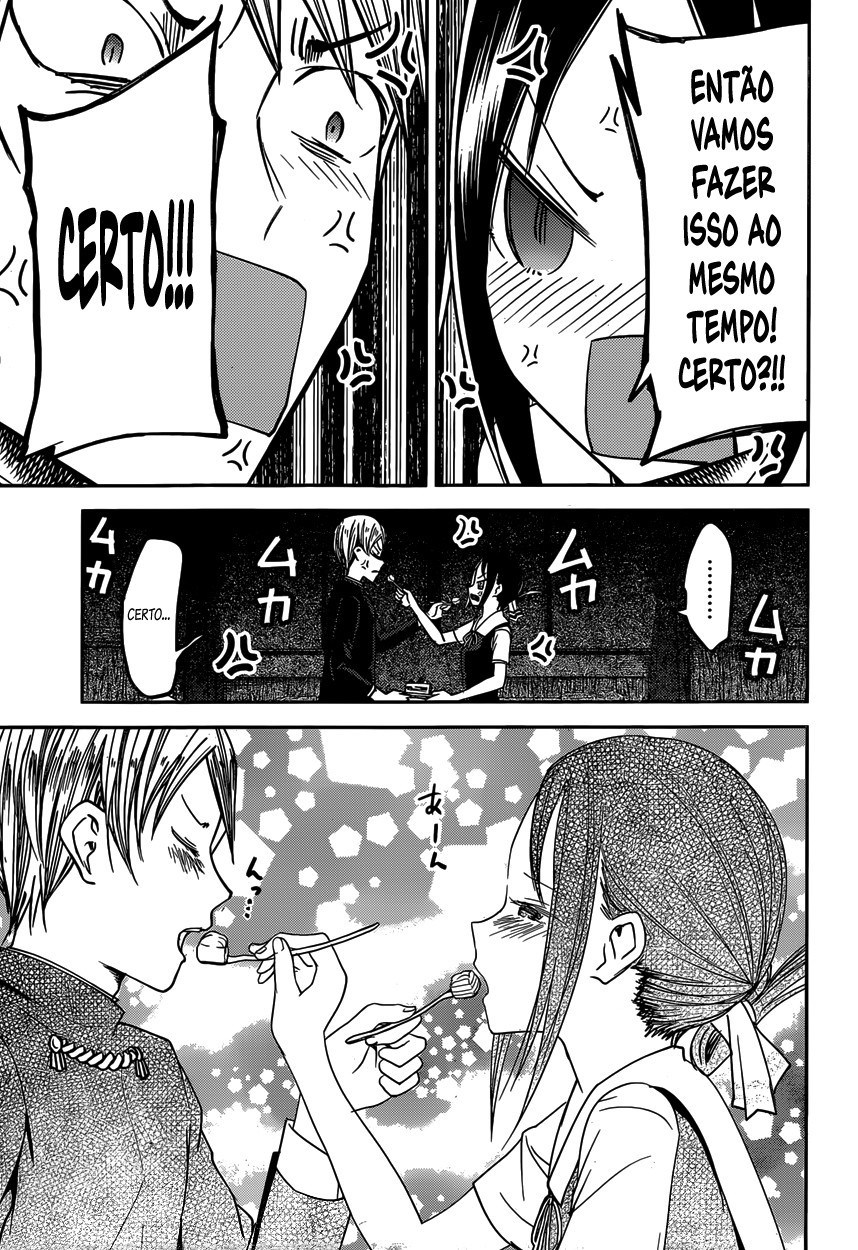 ENTÃO
VAMOS
FAZER
ISSO AO
MESMO
TEMPO!
CERTO?!!
CERTO!!!
........
ムカ
ムカ
ムカ
ムカ
CERTO...
あーん
んっ…